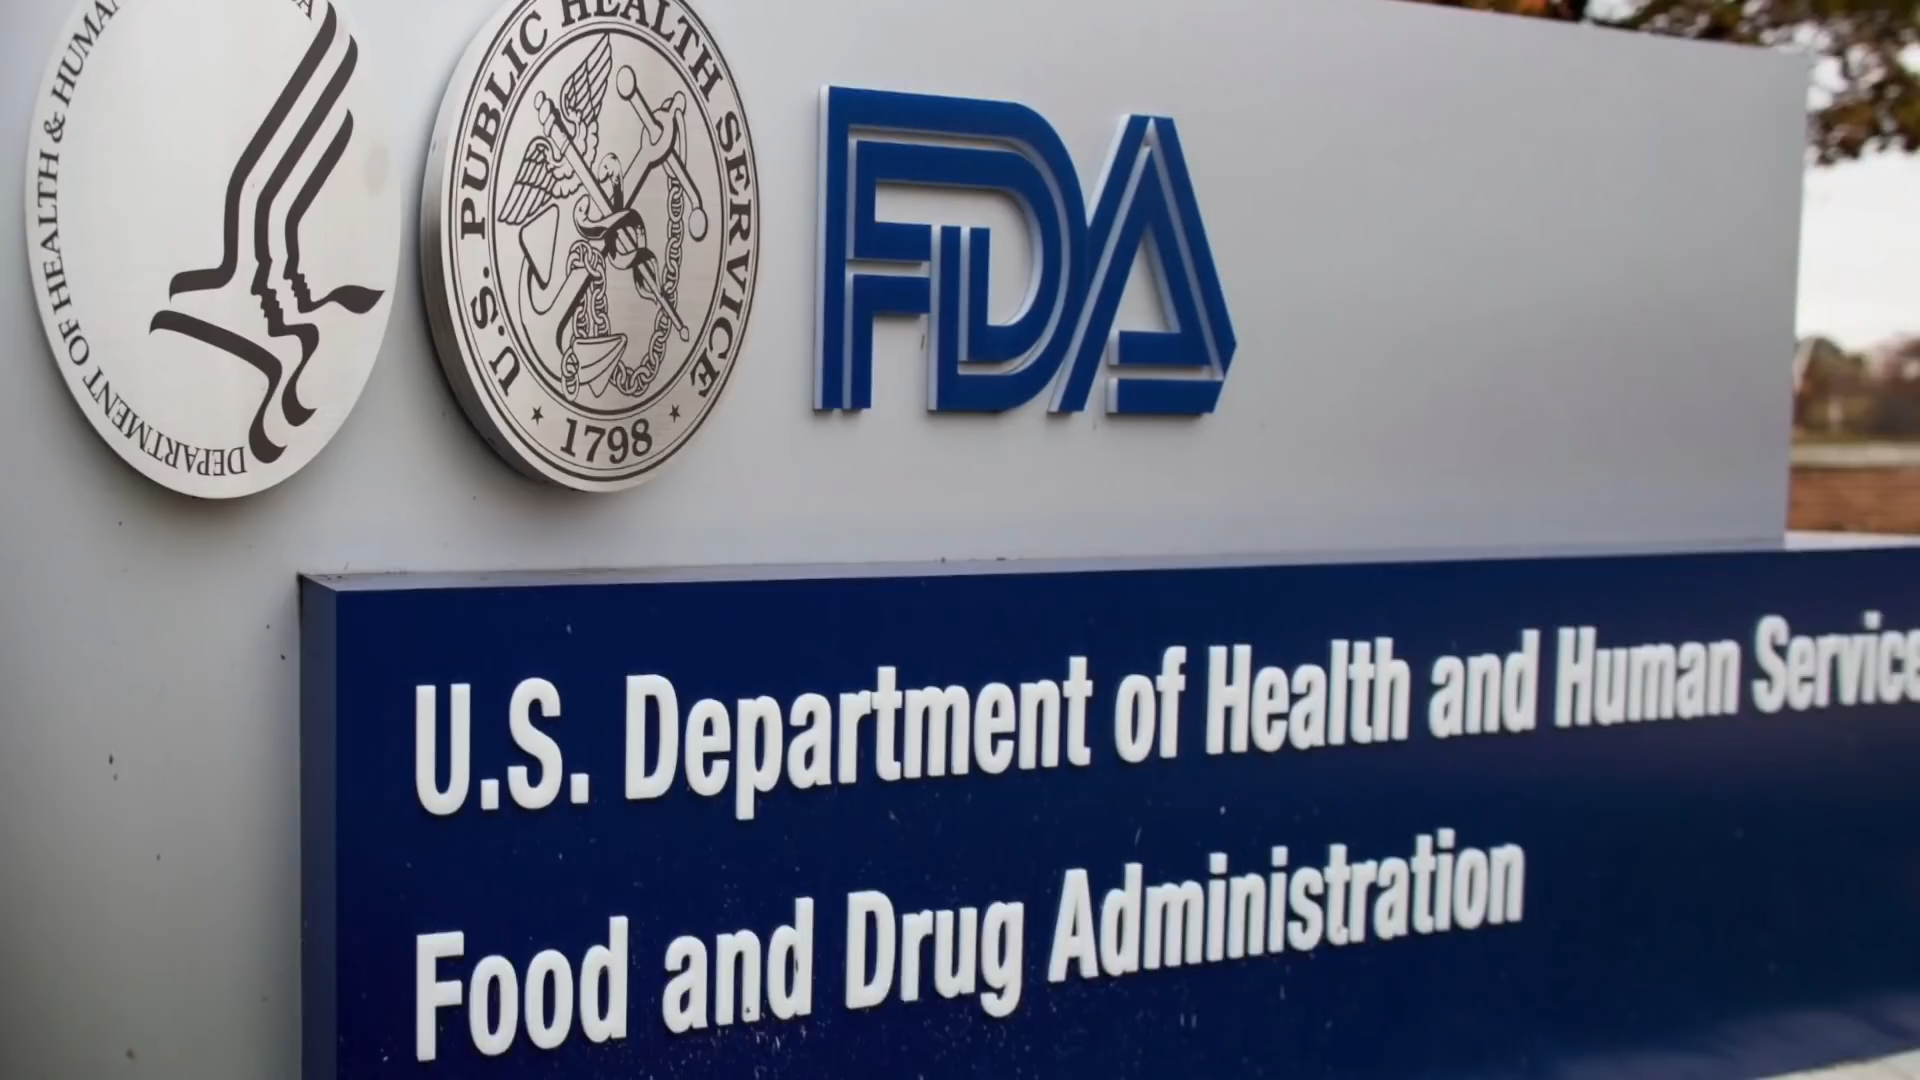 DEPARTMENT OF HEALTH & HUMA
U.S. PUBLIC HEALTH SERVICE
1798
FDA
U.S. Department of Health and Human Service
Food and Drug Administration